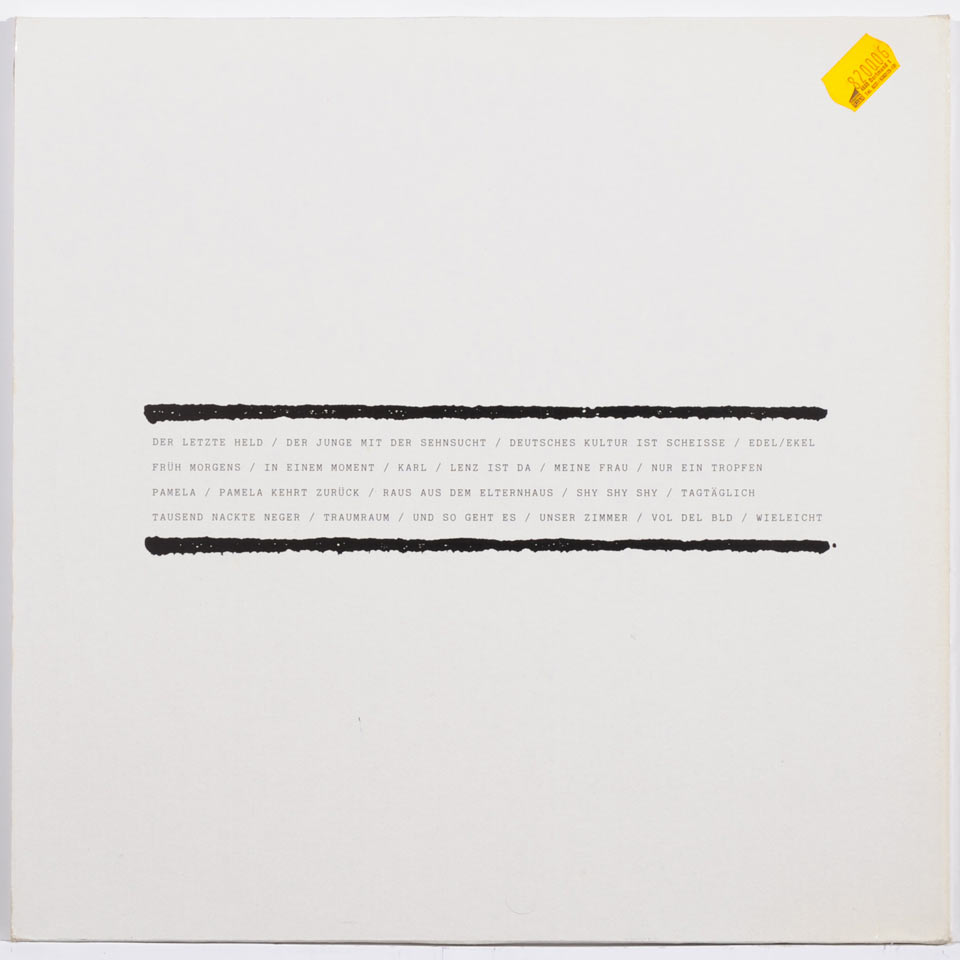 820006
DER LETZTE HELD / DER JUNGE MIT DER SEHNSUCHT / DEUTSCHES KULTUR IST SCHEISSE / EDEL/EKEL
FRÜH MORGENS / IN EINEM MOMENT / KARL / LENZ IST DA / MEINE FRAU / NUR EIN TROPFEN
PAMELA / PAMELA KEHRT ZURÜCK / RAUS AUS DEM ELTERNHAUS / SHY SHY SHY / TAGTÄGLICH
TAUSEND NACKTE NEGER / TRAUMRAUM / UND SO GEHT ES / UNSER ZIMMER / VOL DEL BLD / WIELEICHT